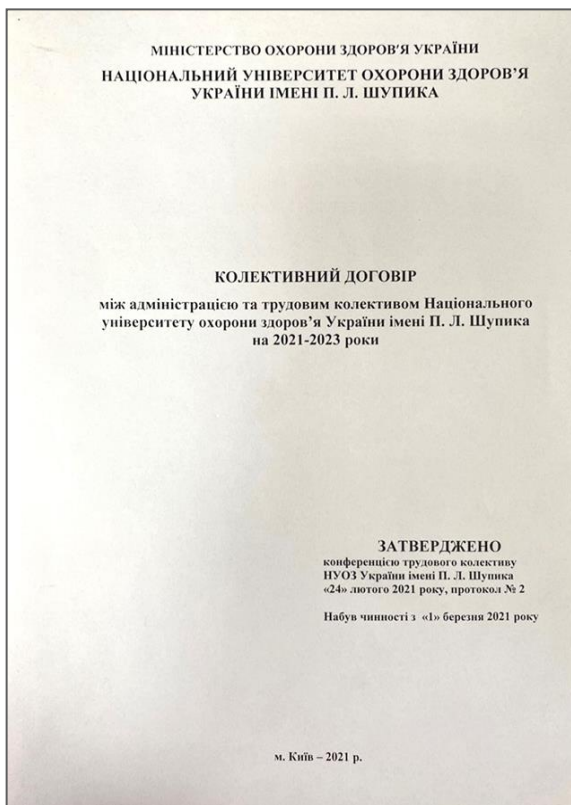 МІНІСТЕРСТВО ОХОРОНИ ЗДОРОВ'Я УКРАЇНИ
НАЦІОНАЛЬНИЙ УНІВЕРСИТЕТ ОХОРОНИ ЗДОРОВ'Я
УКРАЇНИ ІМЕНІ П. Л. ШУПИКА
КОЛЕКТИВНИЙ ДОГОВІР
між адміністрацією та трудовим колективом Національного
університету охорони здоров'я України імені П. Л. Шупика
на 2021-2023 роки
ЗАТВЕРДЖЕНО
конференцією трудового колективу
НУОЗ України імені П. Л. Шупика
«24» лютого 2021 року, протокол № 2
Набув чинності з «1» березня 2021 року
м. Київ – 2021 р.